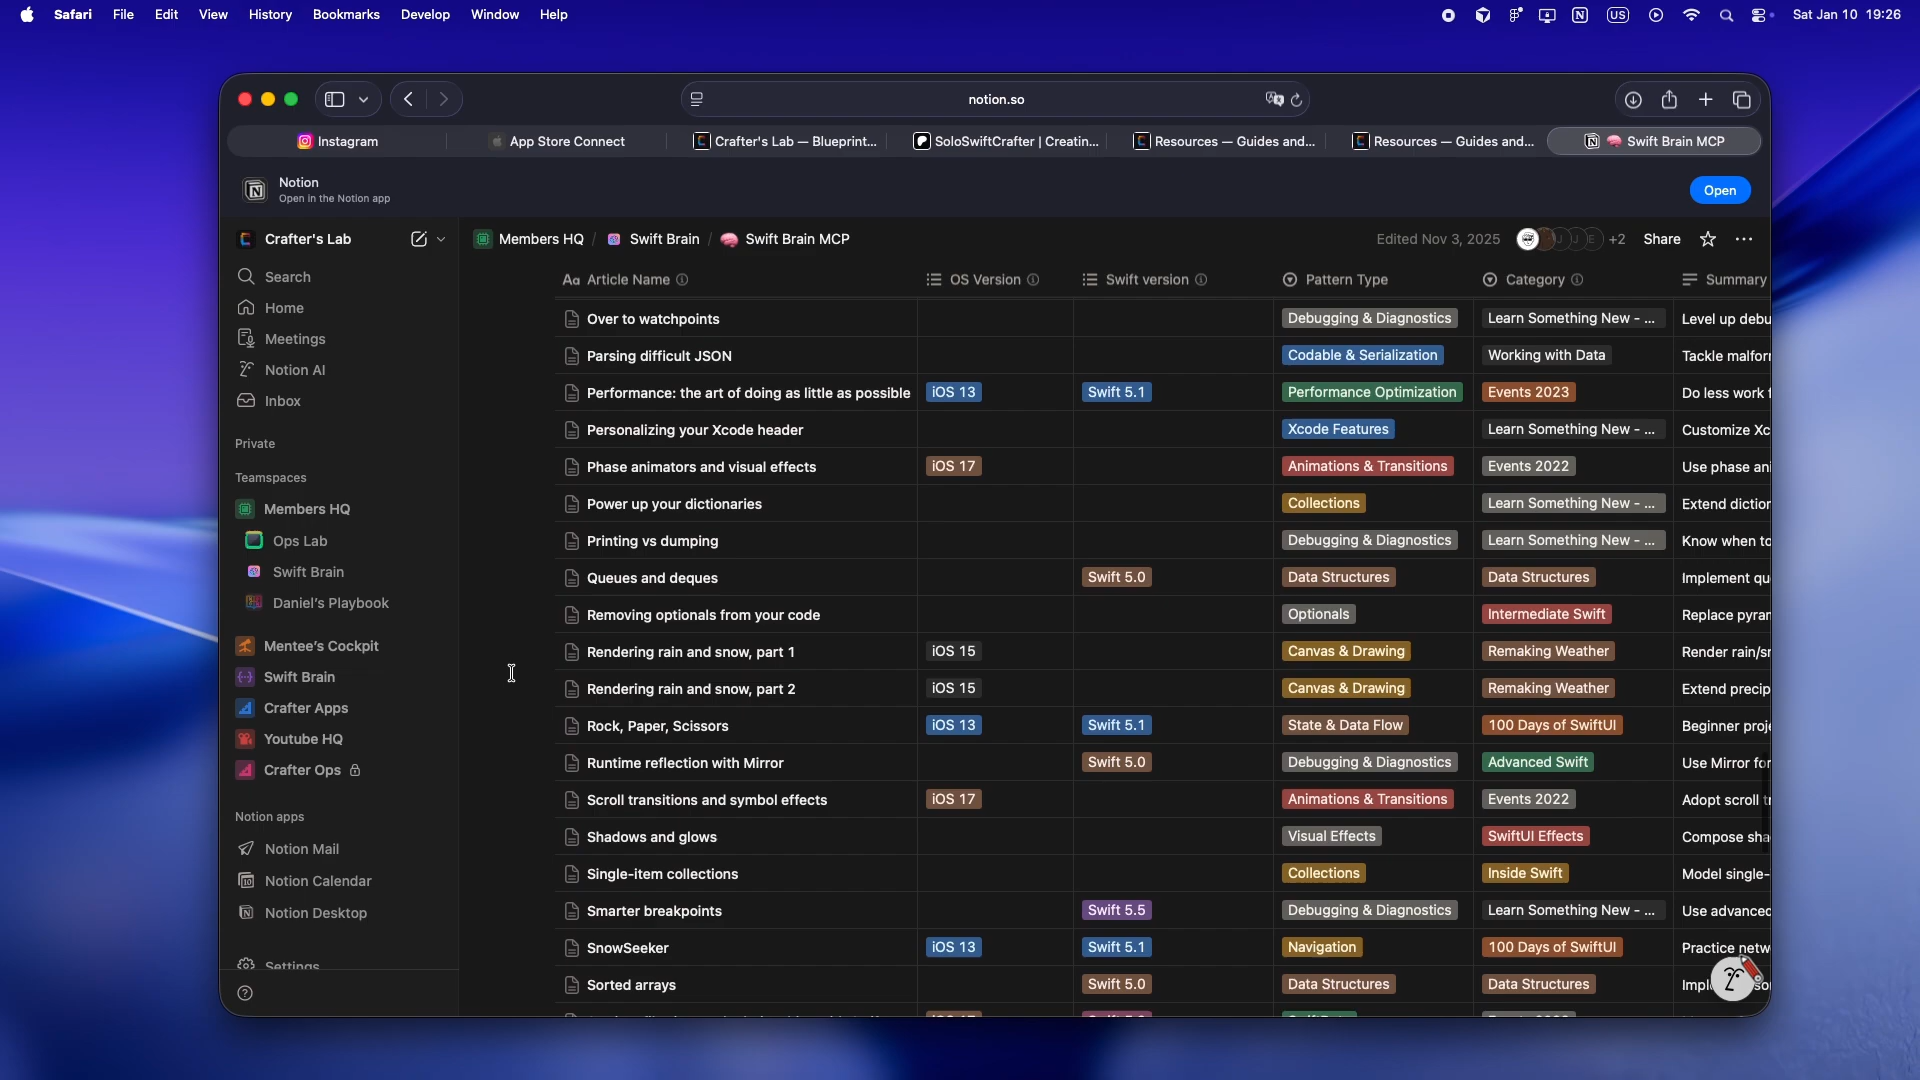 Safari File Edit View History Bookmarks Develop Window Help US Sat Jan 10 19:26
notion.so
Instagram App Store Connect Crafter's Lab — Blueprint... SoloSwiftCrafter | Creatin... Resources — Guides and... Resources — Guides and... Swift Brain MCP
Notion
Open in the Notion app
Open
Crafter's Lab
Members HQ / Swift Brain / Swift Brain MCP
Edited Nov 3, 2025 J J E +2 Share
Search
Home
Meetings
Notion AI
Inbox
Private
Teamspaces
Members HQ
Ops Lab
Swift Brain
Daniel's Playbook
Mentee's Cockpit
Swift Brain
Crafter Apps
Youtube HQ
Crafter Ops
Notion apps
Notion Mail
Notion Calendar
Notion Desktop
Settings
Aa Article Name OS Version Swift version Pattern Type Category Summary
Over to watchpoints Debugging & Diagnostics Learn Something New - ... Level up debu
Parsing difficult JSON Codable & Serialization Working with Data Tackle malfor
Performance: the art of doing as little as possible iOS 13 Swift 5.1 Performance Optimization Events 2023 Do less work
Personalizing your Xcode header Xcode Features Learn Something New - ... Customize Xc
Phase animators and visual effects iOS 17 Animations & Transitions Events 2022 Use phase ani
Power up your dictionaries Collections Learn Something New - ... Extend diction
Printing vs dumping Debugging & Diagnostics Learn Something New - ... Know when to
Queues and deques Swift 5.0 Data Structures Data Structures Implement qu
Removing optionals from your code Optionals Intermediate Swift Replace pyran
Rendering rain and snow, part 1 iOS 15 Canvas & Drawing Remaking Weather Render rain/sn
Rendering rain and snow, part 2 iOS 15 Canvas & Drawing Remaking Weather Extend precip
Rock, Paper, Scissors iOS 13 Swift 5.1 State & Data Flow 100 Days of SwiftUI Beginner proje
Runtime reflection with Mirror Swift 5.0 Debugging & Diagnostics Advanced Swift Use Mirror for
Scroll transitions and symbol effects iOS 17 Animations & Transitions Events 2022 Adopt scroll
Shadows and glows Visual Effects SwiftUI Effects Compose sha
Single-item collections Collections Inside Swift Model single-
Smarter breakpoints Swift 5.5 Debugging & Diagnostics Learn Something New - ... Use advanced
SnowSeeker iOS 13 Swift 5.1 Navigation 100 Days of SwiftUI Practice netw
Sorted arrays Swift 5.0 Data Structures Data Structures